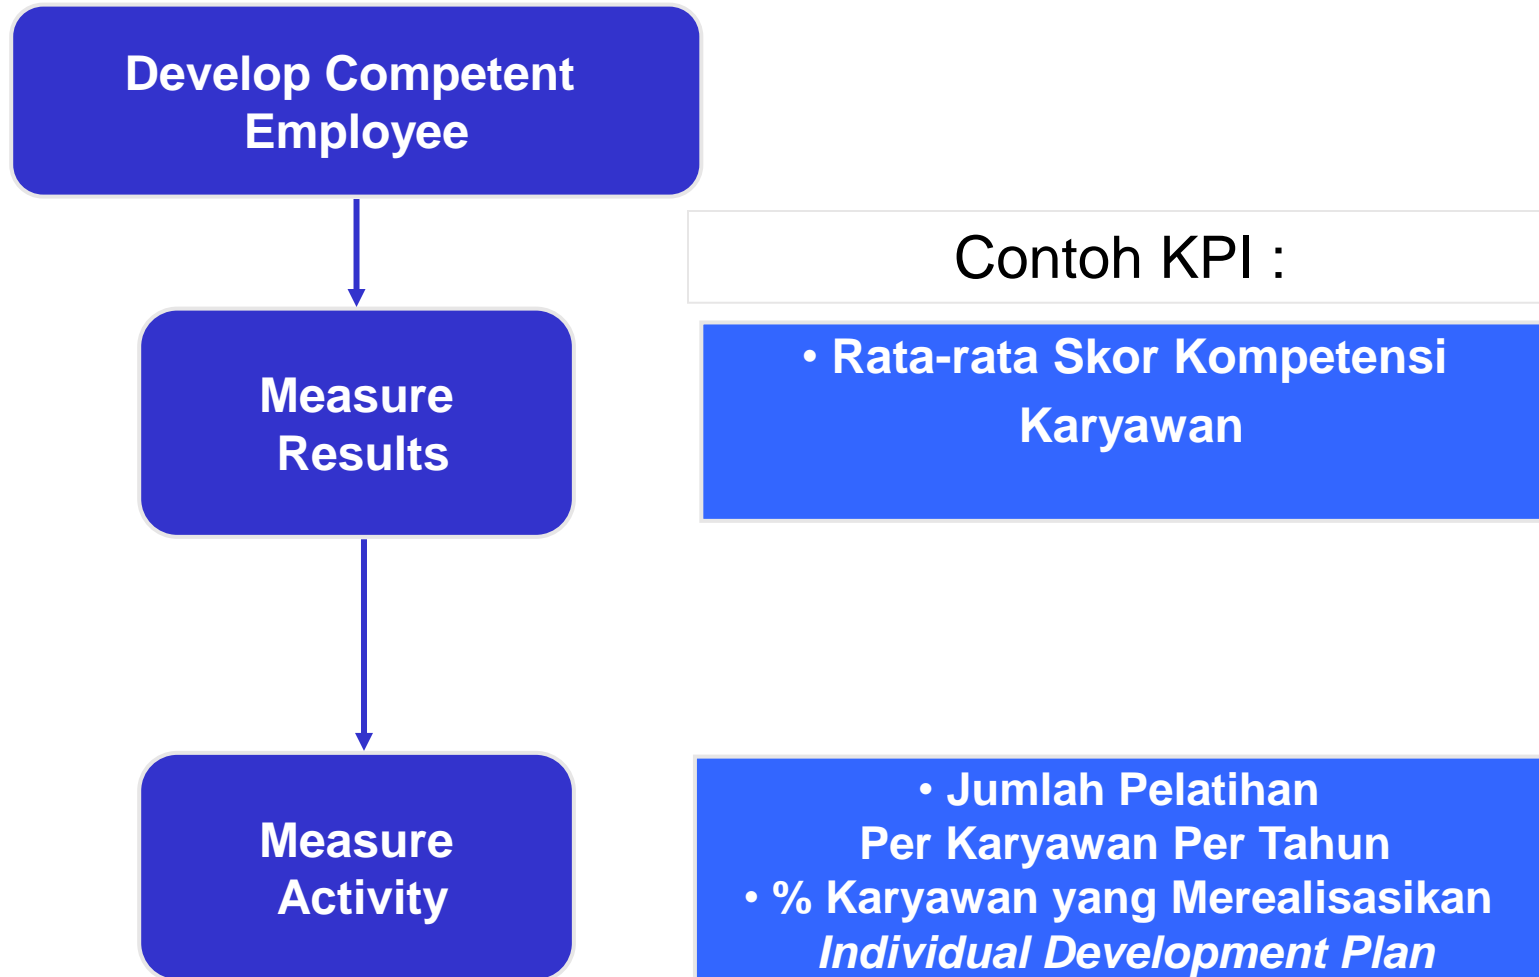 Develop Competent
Employee
Contoh KPI :
Measure
Results
• Rata-rata Skor Kompetensi
Karyawan
Measure
Activity
• Jumlah Pelatihan
Per Karyawan Per Tahun
• % Karyawan yang Merealisasikan
Individual Development Plan